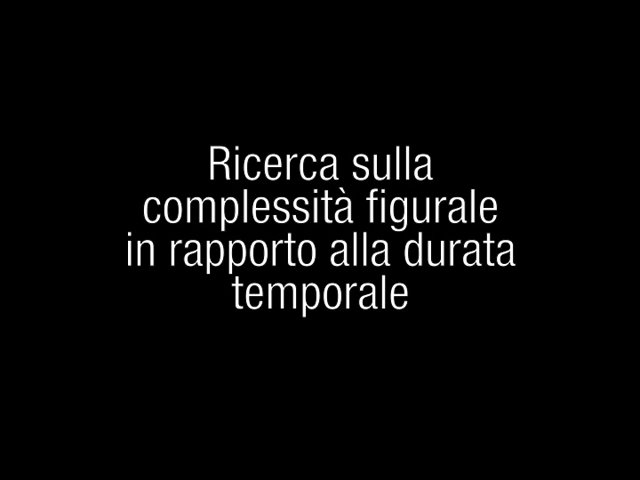 Ricerca sulla
complessità figurale
in rapporto alla durata
temporale